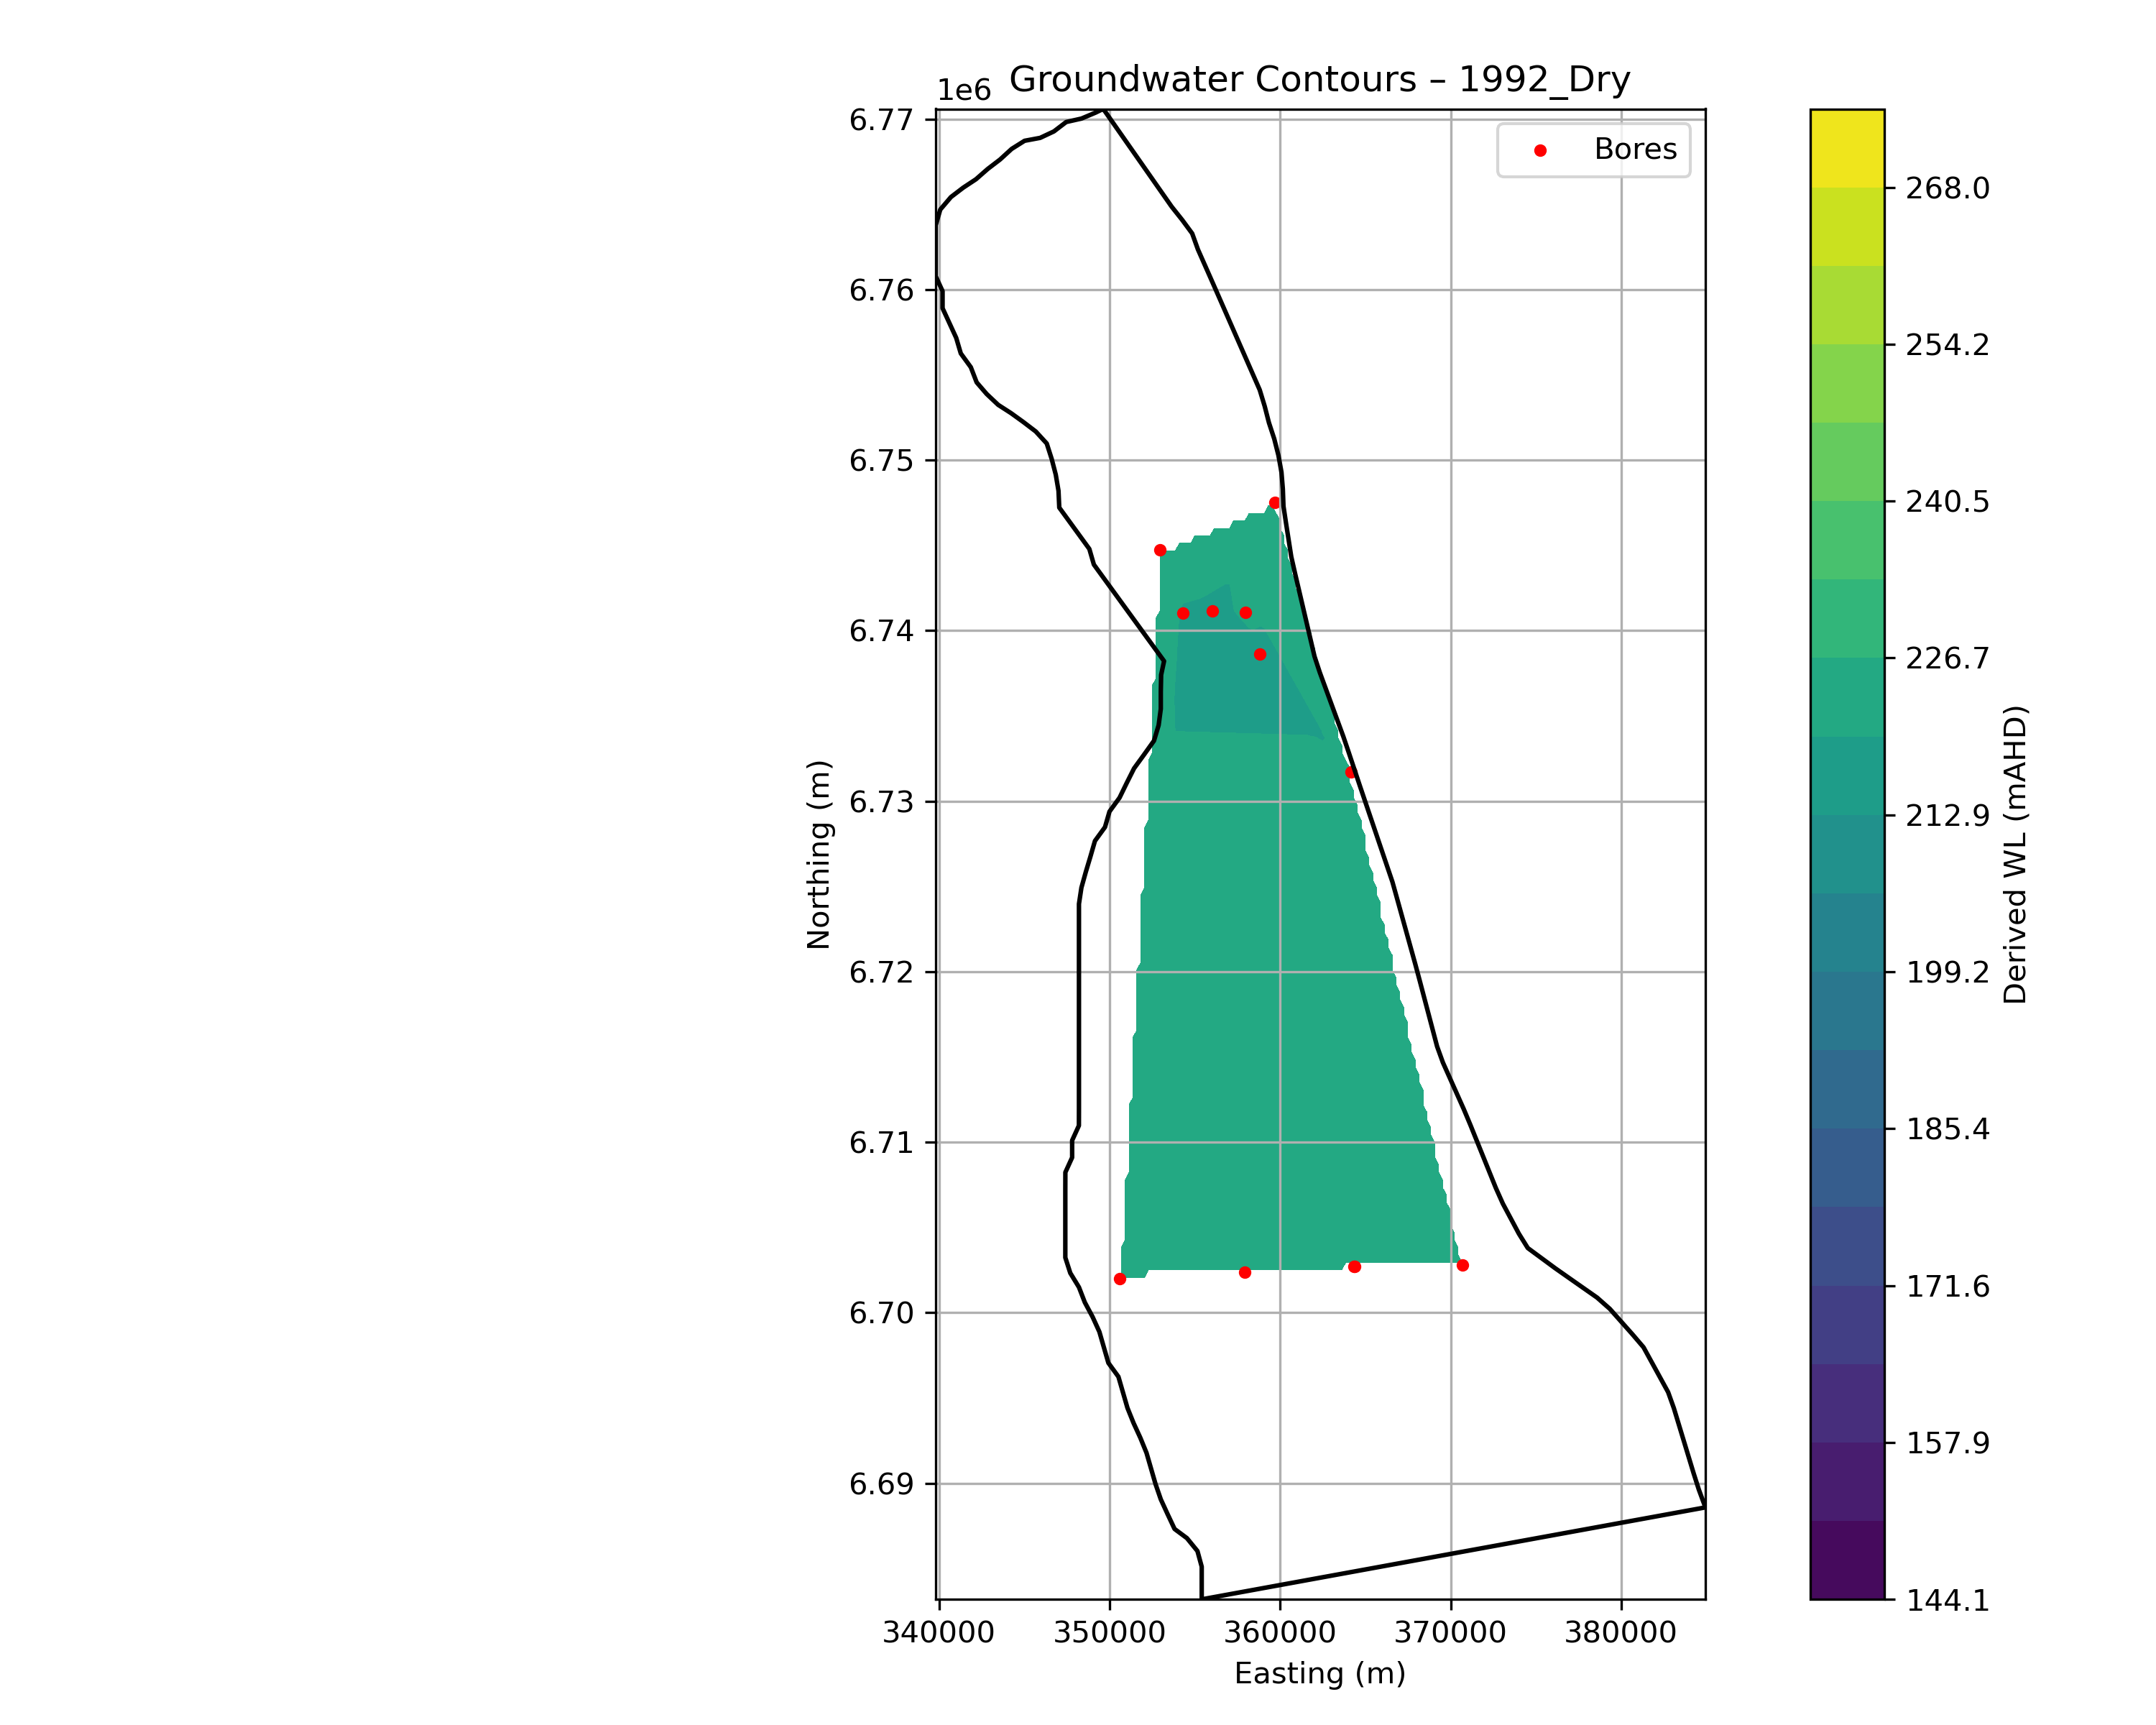 Groundwater Contours – 1992_Dry
1e6
Bores
6.77
6.76
6.75
6.74
6.73
6.72
6.71
6.70
6.69
Northing (m)
340000 350000 360000 370000 380000
Easting (m)
268.0
254.2
240.5
226.7
212.9
199.2
185.4
171.6
157.9
144.1
Derived WL (mAHD)